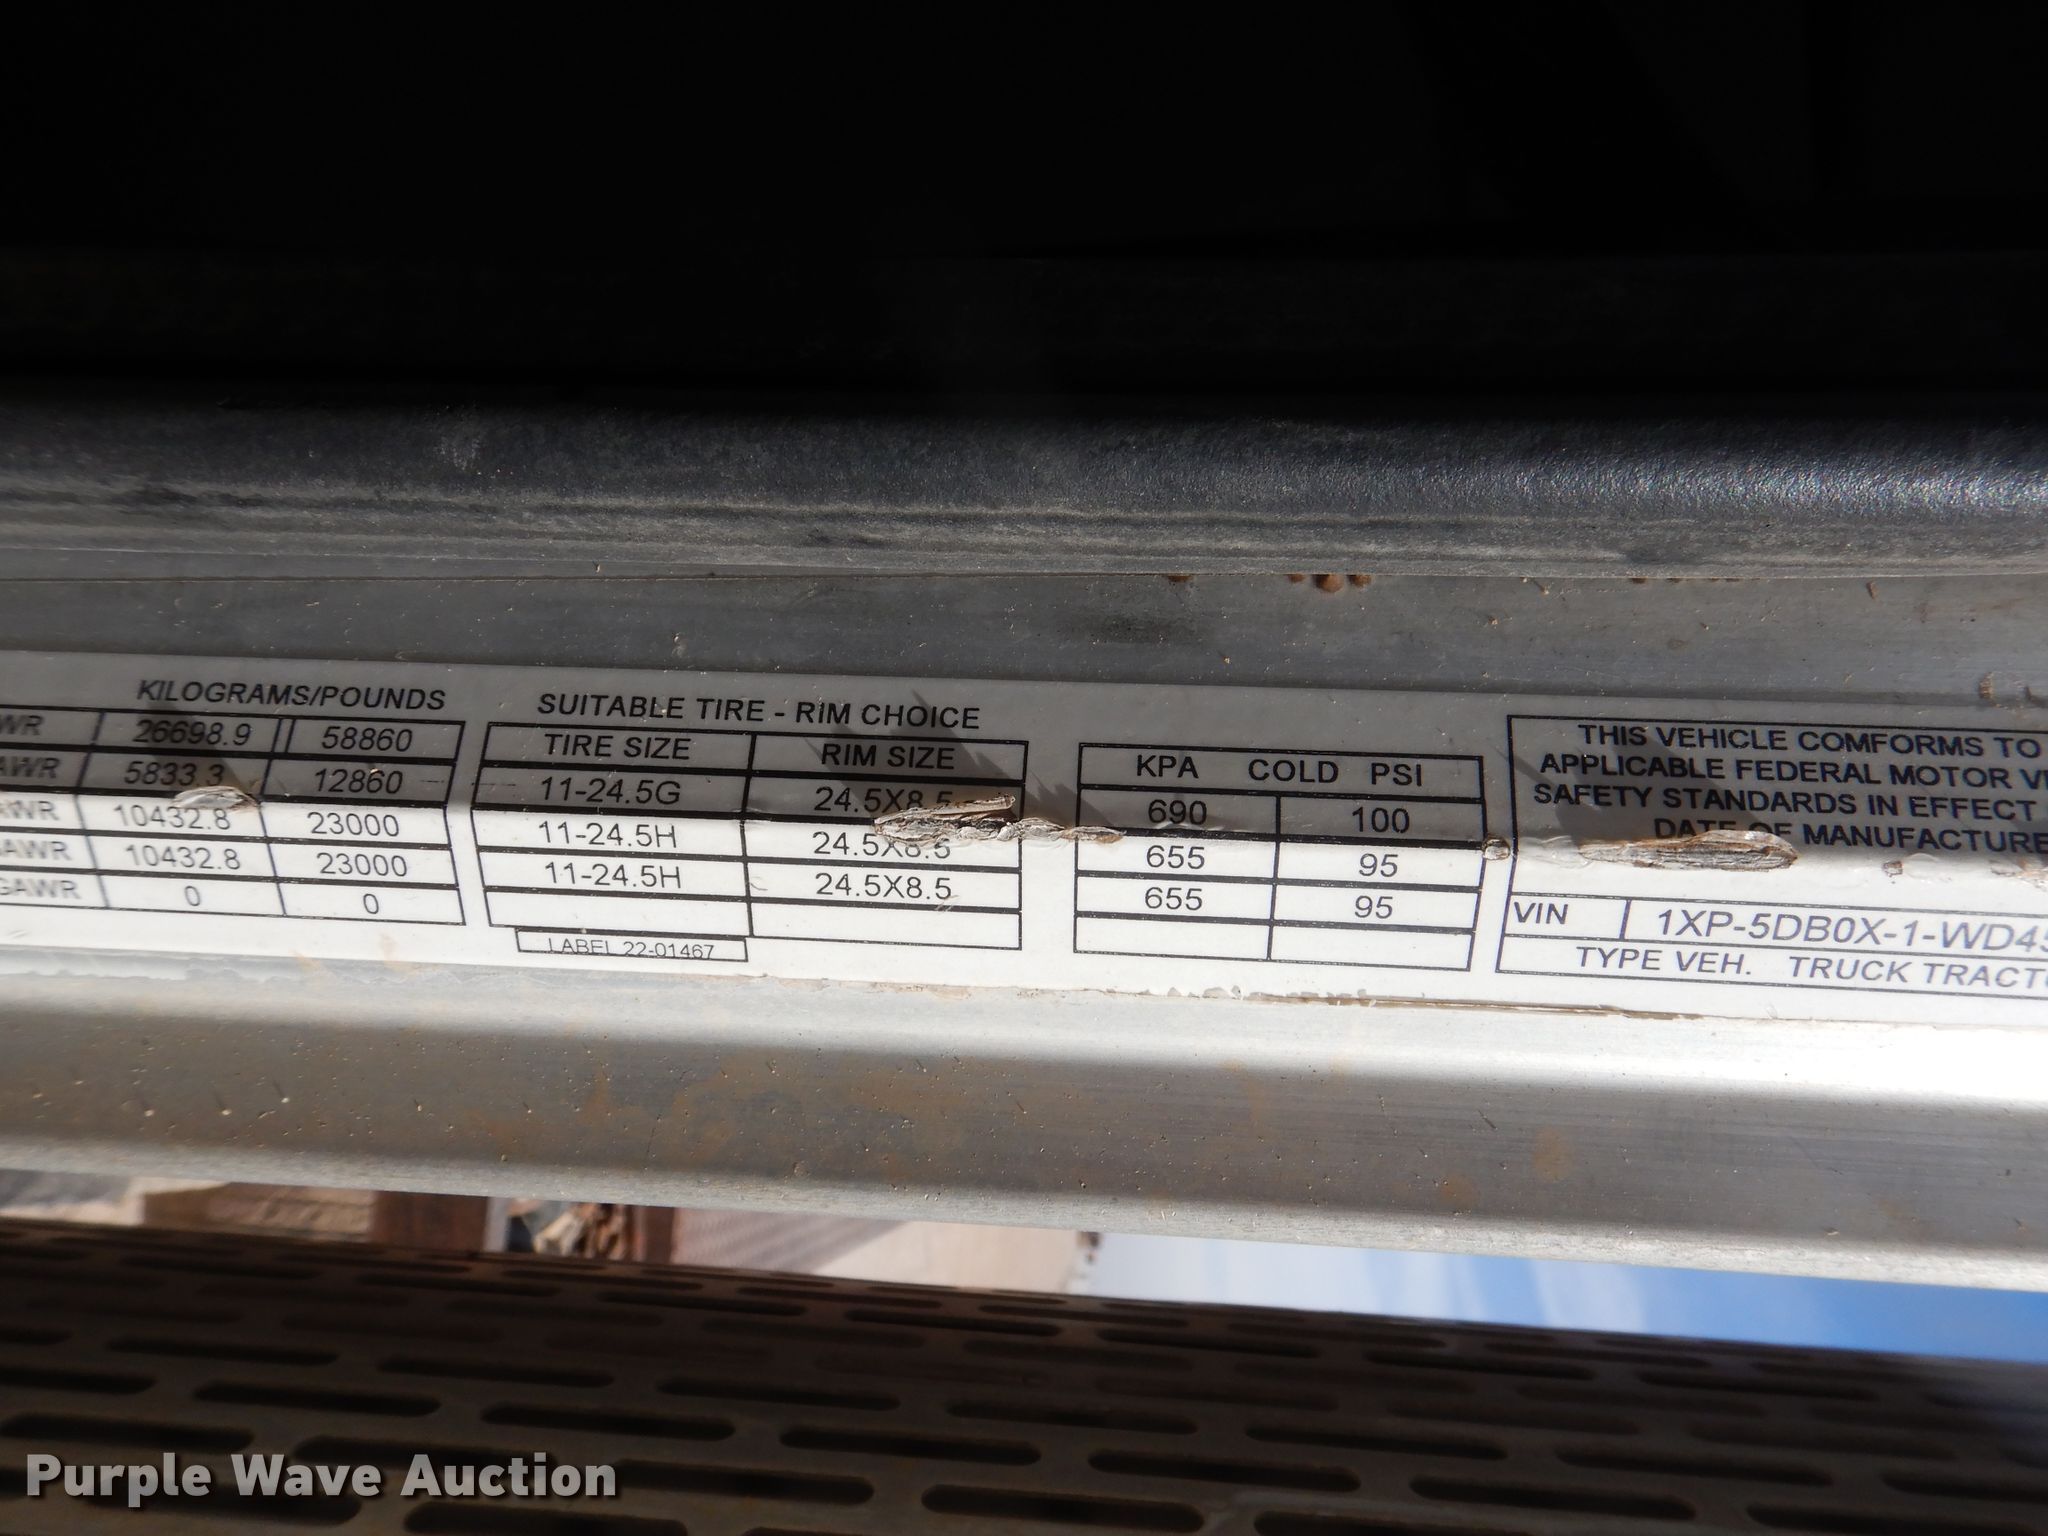 KILOGRAMS/POUNDS
WR 26698.9 58860
AWR 5833.3 12860
AWR 10432.8 23000
GAWR 10432.8 23000
GAWR 0 0
SUITABLE TIRE - RIM CHOICE
TIRE SIZE RIM SIZE
11-24.5G 24.5X8.5
11-24.5H 24.5X8.5
11-24.5H 24.5X8.5
LABEL 22-01467
KPA COLD PSI
690 100
655 95
655 95
THIS VEHICLE COMFORMS TO
APPLICABLE FEDERAL MOTOR VE
SAFETY STANDARDS IN EFFECT
DATE OF MANUFACTURE
VIN 1XP-5DB0X-1-WD45
TYPE VEH. TRUCK TRACTO
Purple Wave Auction